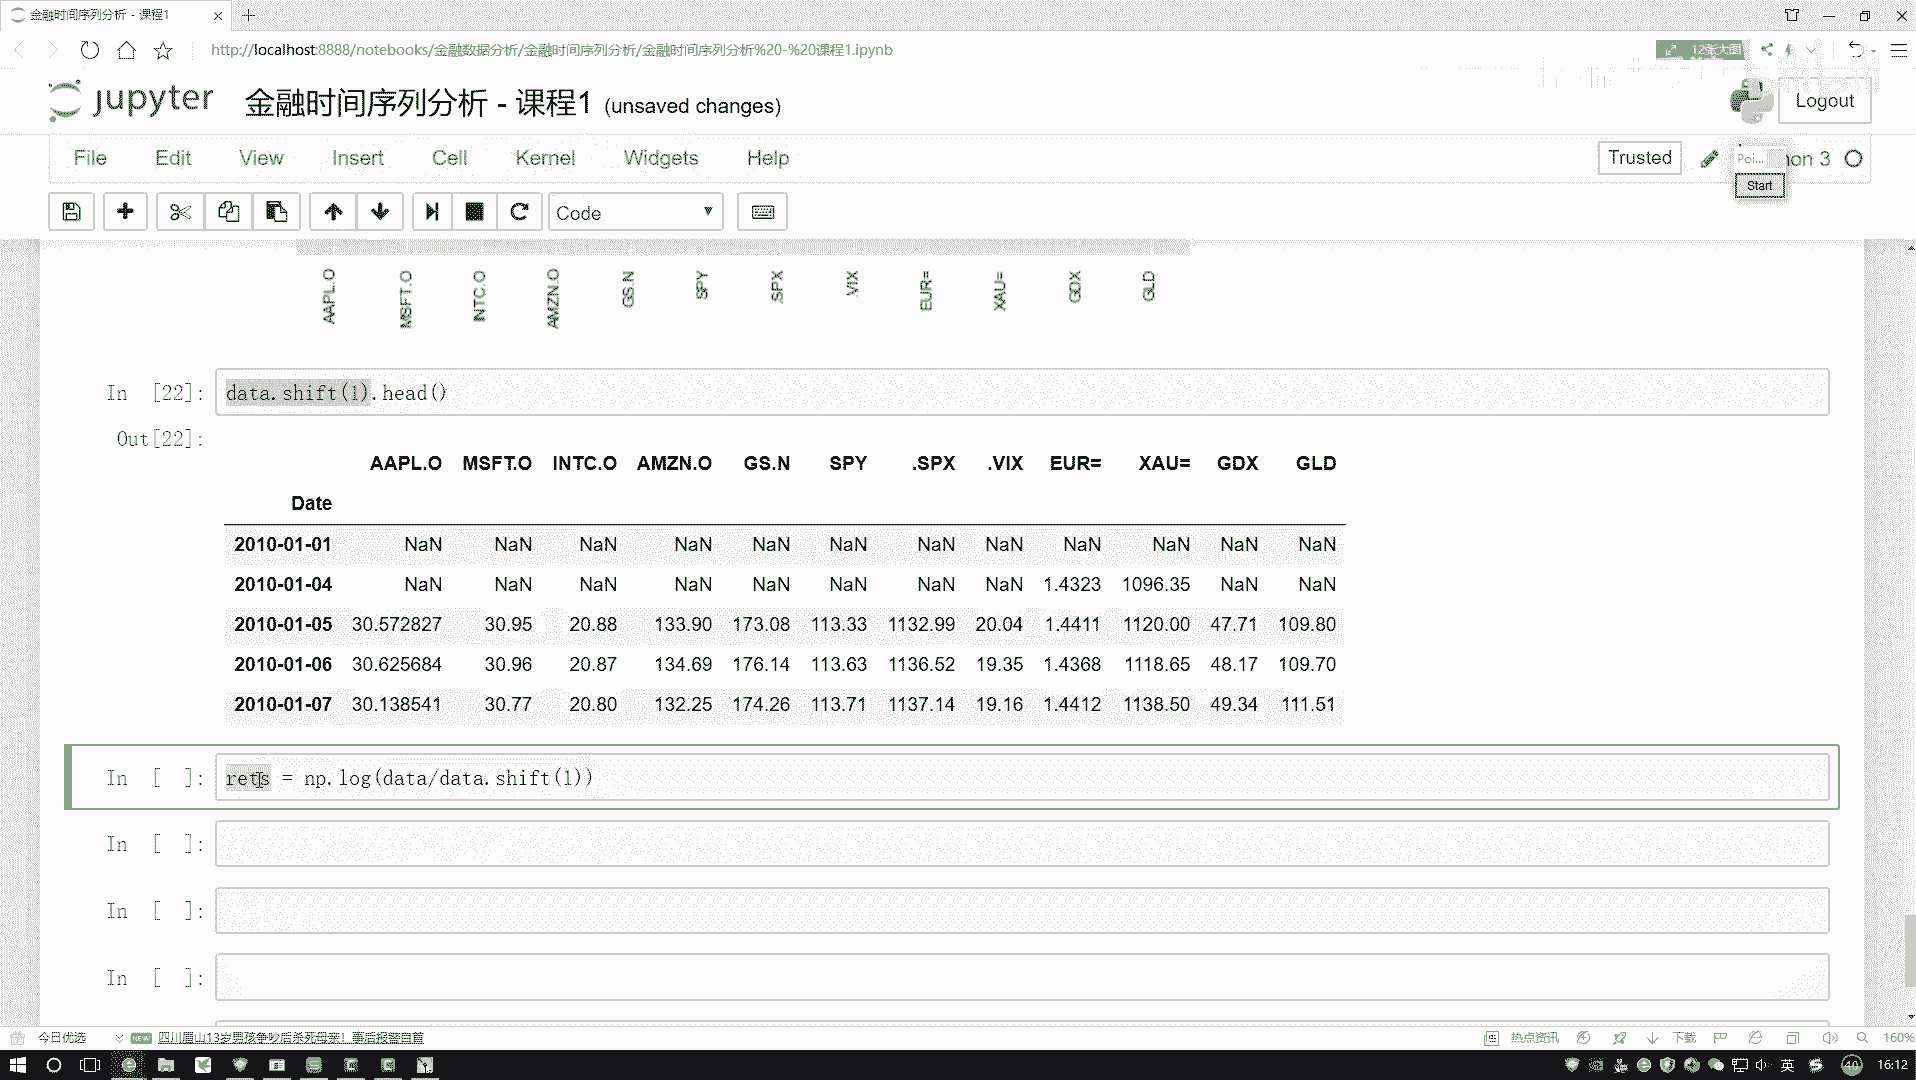 金融时间序列分析 - 课程1
http://localhost:8888/notebooks/金融数据分析/金融时间序列分析/金融时间序列分析%20-%20课程1.ipynb
12张大图
jupyter 金融时间序列分析 - 课程1 (unsaved changes)
Logout
File Edit View Insert Cell Kernel Widgets Help
Trusted
Poi... hon 3
Start
Code
AAPL.O MSFT.O INTC.O AMZN.O GS.N SPY .SPX .VIX EUR= XAU= GDX GLD
In [22]: data.shift(1).head()
Out[22]:
AAPL.O MSFT.O INTC.O AMZN.O GS.N SPY .SPX .VIX EUR= XAU= GDX GLD
Date
2010-01-01 NaN NaN NaN NaN NaN NaN NaN NaN NaN NaN NaN NaN
2010-01-04 NaN NaN NaN NaN NaN NaN NaN NaN 1.4323 1096.35 NaN NaN
2010-01-05 30.572827 30.95 20.88 133.90 173.08 113.33 1132.99 20.04 1.4411 1120.00 47.71 109.80
2010-01-06 30.625684 30.96 20.87 134.69 176.14 113.63 1136.52 19.35 1.4368 1118.65 48.17 109.70
2010-01-07 30.138541 30.77 20.80 132.25 174.26 113.71 1137.14 19.16 1.4412 1138.50 49.34 111.51
In [ ]: rets = np.log(data/data.shift(1))
In [ ]:
In [ ]:
In [ ]:
今日优选 NEW 四川眉山13岁男孩争吵后杀死母亲！事后报警自首
热点资讯 下载 160%
英 40 16:12